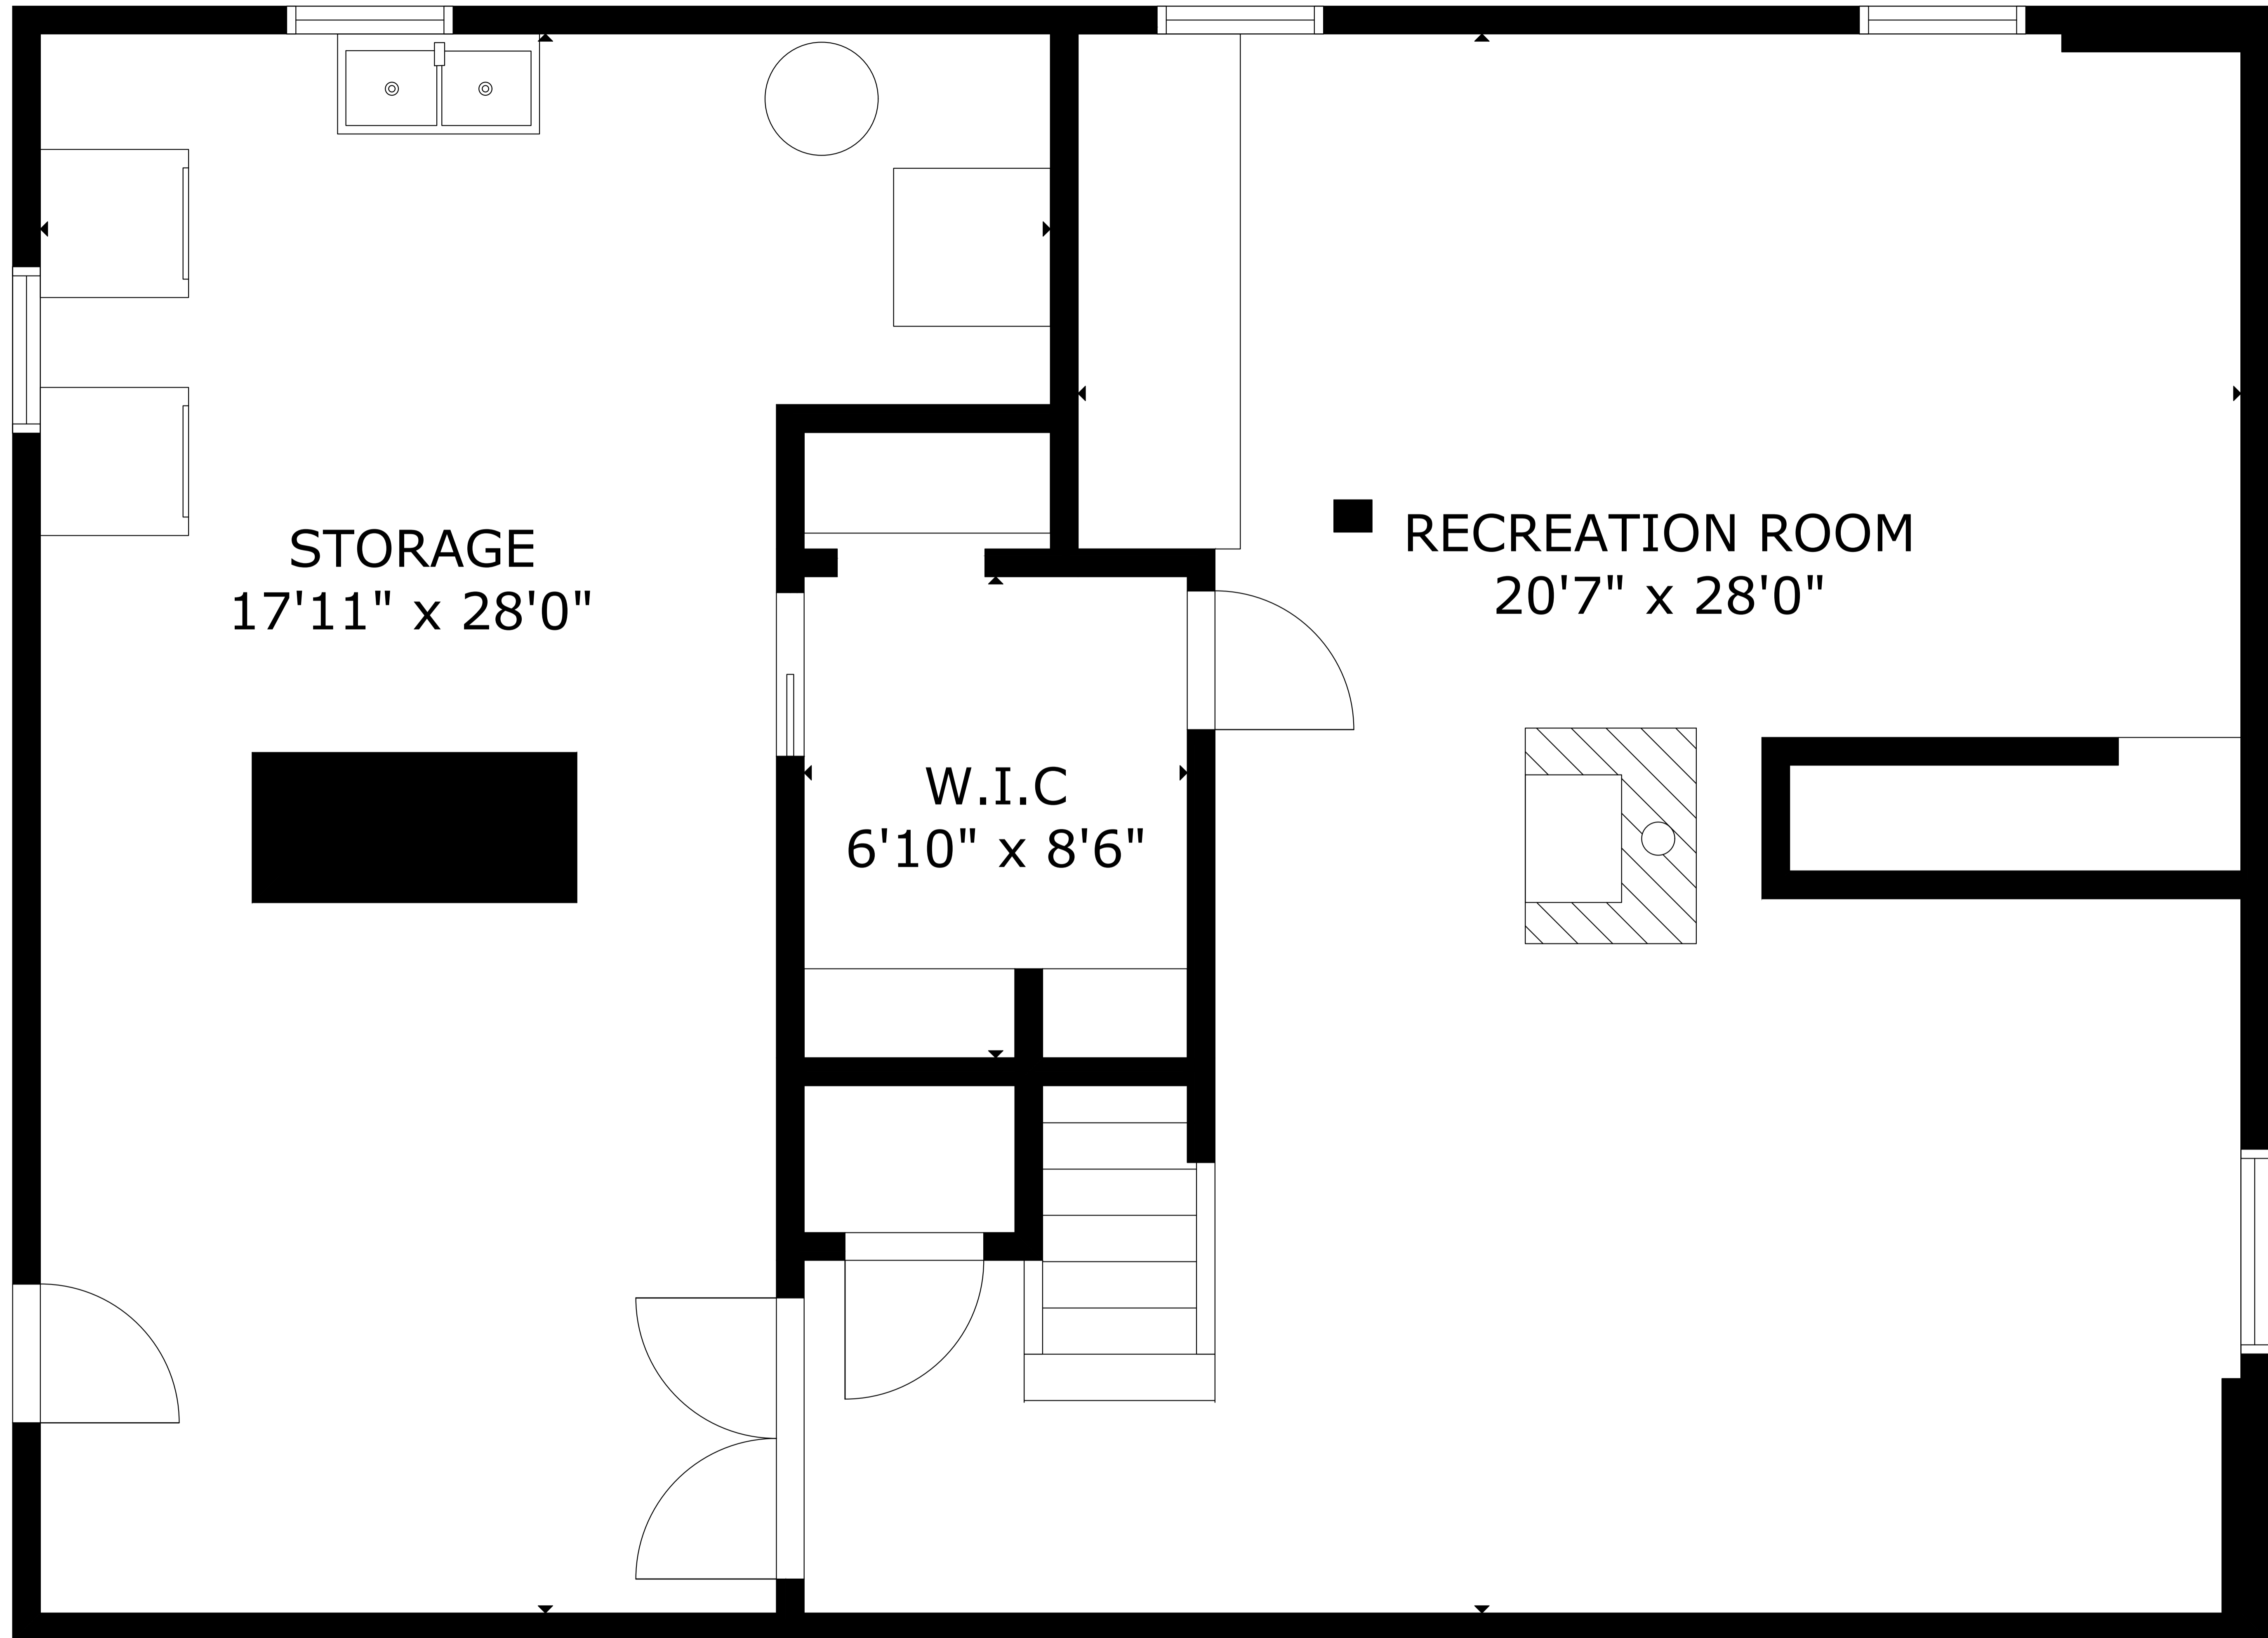 STORAGE
17'11" x 28'0"
RECREATION ROOM
20'7" x 28'0"
W.I.C
6'10" x 8'6"